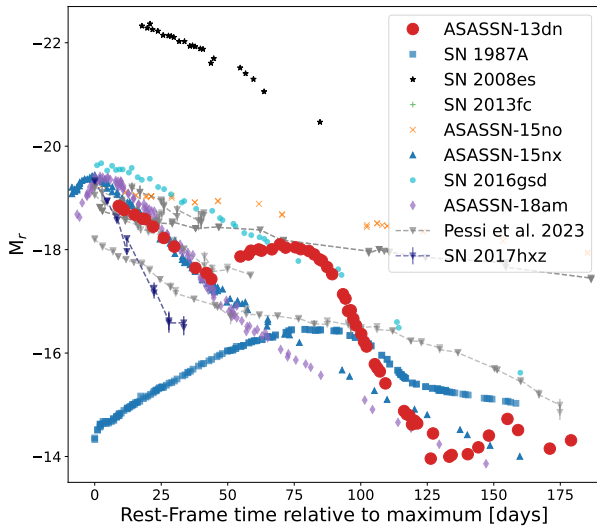 ASASSN-13dn
SN 1987A
SN 2008es
SN 2013fc
ASASSN-15no
ASASSN-15nx
SN 2016gsd
ASASSN-18am
Pessi et al. 2023
SN 2017hxz
−22
−20
−18
−16
−14
M_r
0 25 50 75 100 125 150 175
Rest-Frame time relative to maximum [days]